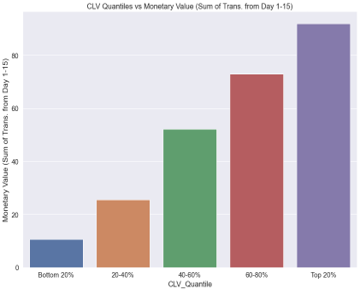 CLV Quantiles vs Monetary Value (Sum of Trans. from Day 1-15)
Monetary Value (Sum of Trans. from Day 1-15)
80
60
40
20
0
Bottom 20% 20-40% 40-60% 60-80% Top 20%
CLV_Quantile